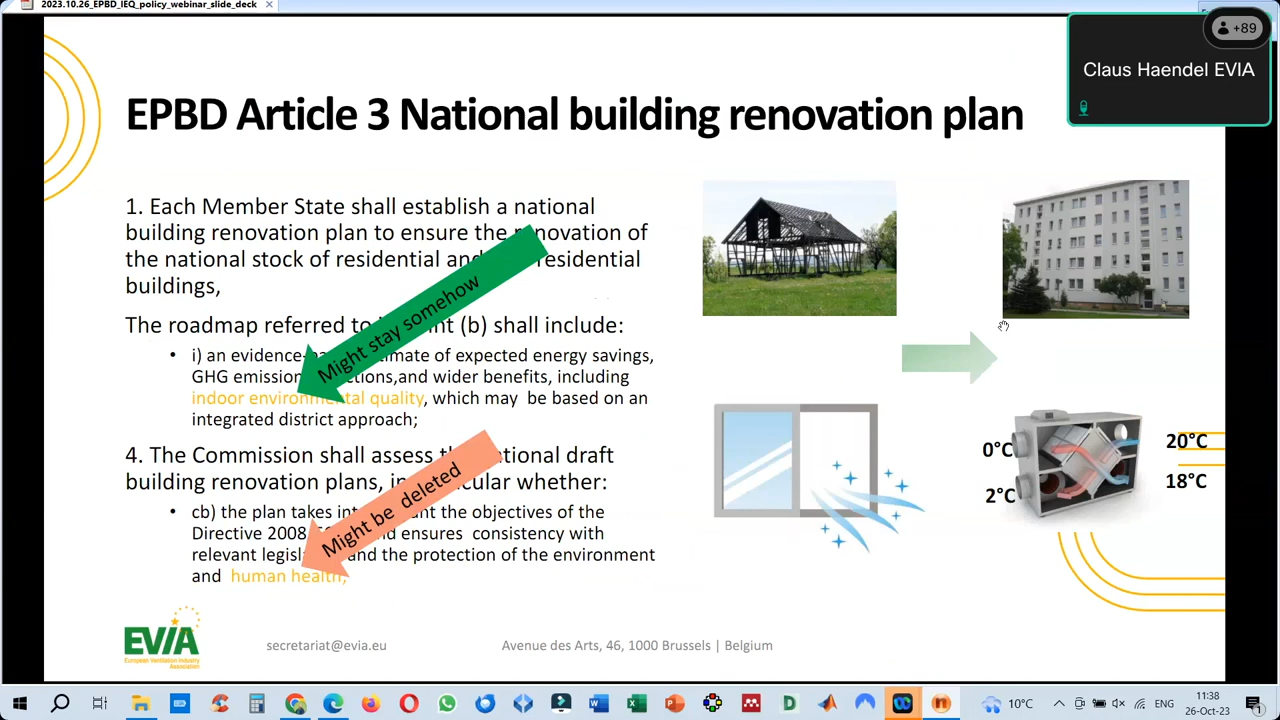 2023.10.26_EPBD_IEQ_policy_webinar_slide_deck
+89
Claus Haendel EVIA
EPBD Article 3 National building renovation plan
1. Each Member State shall establish a national
building renovation plan to ensure the renovation of
the national stock of residential and residential
buildings,
The roadmap referred to point (b) shall include:
• i) an evidence- estimate of expected energy savings,
GHG emission and wider benefits, including
indoor environmental quality, which may be based on an
integrated district approach;
Might stay somehow
4. The Commission shall assess the national draft
building renovation plans, in particular whether:
• cb) the plan takes into account the objectives of the
Directive 2008 and ensures consistency with
relevant and the protection of the environment
and human health,
Might be deleted
0°C
2°C
20°C
18°C
EVIA
European Ventilation Industry
Association
secretariat@evia.eu
Avenue des Arts, 46, 1000 Brussels | Belgium
10°C
ENG
11:38
26-Oct-23
1